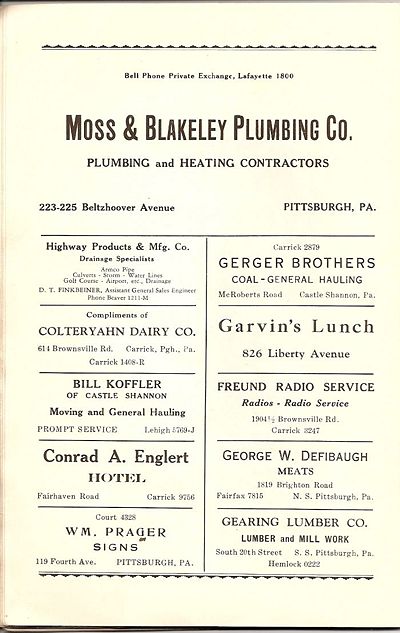 Bell Phone Private Exchange, Lafayette 1800
MOSS & BLAKELEY PLUMBING CO.
PLUMBING and HEATING CONTRACTORS
223-225 Beltzhoover Avenue PITTSBURGH, PA.
Highway Products & Mfg. Co.
Drainage Specialists
Armco Pipe
Culverts - Storm - Water Lines
Golf Course - Airport, etc., Drainage
D. T. FINKBEINER, Assistant General Sales Engineer
Phone Beaver 1211-M
Compliments of
COLTERYAHN DAIRY CO.
614 Brownsville Rd. Carrick, Pgh., Pa.
Carrick 1408-R
BILL KOFFLER
OF CASTLE SHANNON
Moving and General Hauling
PROMPT SERVICE Lehigh 5769-J
Conrad A. Englert
HOTEL
Fairhaven Road Carrick 9756
Court 4328
WM. PRAGER
SIGNS
119 Fourth Ave. PITTSBURGH, PA.
Carrick 2879
GERGER BROTHERS
COAL - GENERAL HAULING
McRoberts Road Castle Shannon, Pa.
Garvin's Lunch
826 Liberty Avenue
FREUND RADIO SERVICE
Radios - Radio Service
1904½ Brownsville Rd.
Carrick 3247
GEORGE W. DEFIBAUGH
MEATS
1819 Brighton Road
Fairfax 7815 N. S. Pittsburgh, Pa.
GEARING LUMBER CO.
LUMBER and MILL WORK
South 20th Street S. S. Pittsburgh, Pa.
Hemlock 0222